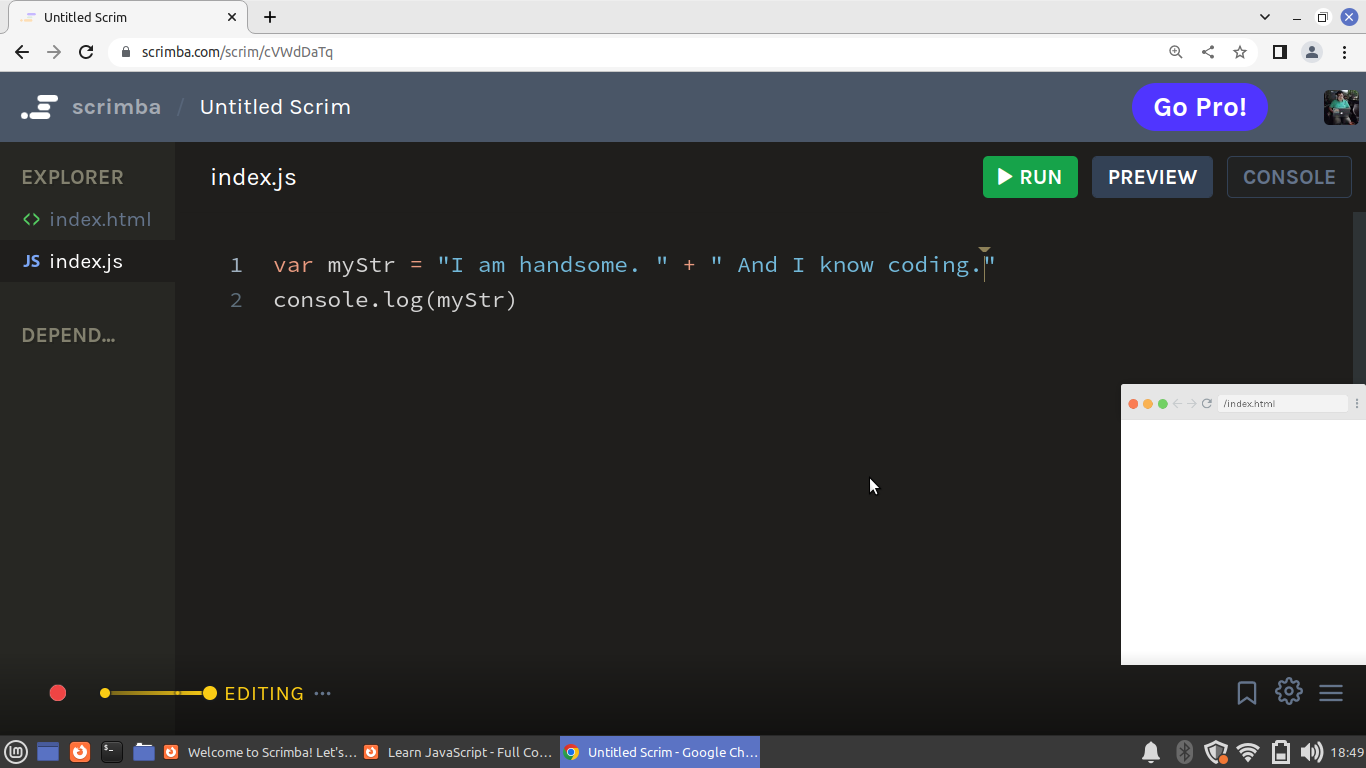 Untitled Scrim
scrimba.com/scrim/cVWdDaTq
scrimba / Untitled Scrim
Go Pro!
EXPLORER
index.html
JS index.js
DEPEND...
index.js
RUN
PREVIEW
CONSOLE
1 var myStr = "I am handsome. " + " And I know coding."
2 console.log(myStr)
/index.html
EDITING ...
Welcome to Scrimba! Let's...
Learn JavaScript - Full Co...
Untitled Scrim - Google Ch...
18:49